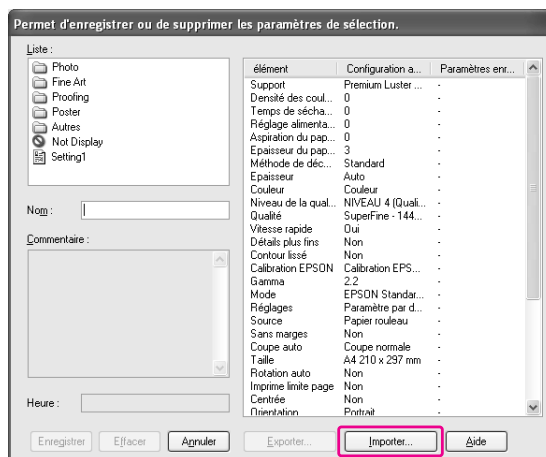 Permet d'enregistrer ou de supprimer les paramètres de sélection.
Liste :
Photo
Fine Art
Proofing
Poster
Autres
Not Display
Setting1
Nom :
Commentaire :
Heure :
élément Configuration a... Paramètres enr...
Support Premium Luster ... -
Densité des coul... 0 -
Temps de sécha... 0 -
Réglage alimenta... 0 -
Aspiration du pap... 0 -
Epaisseur du pap... 3 -
Méthode de déc... Standard -
Epaisseur Auto -
Couleur Couleur -
Niveau de la qual... NIVEAU 4 (Quali... -
Qualité SuperFine - 144... -
Vitesse rapide Oui -
Détails plus fins Non -
Contour lissé Non -
Calibration EPSON Calibration EPS... -
Gamma 2.2 -
Mode EPSON Standar... -
Réglages Paramètre par d... -
Source Papier rouleau -
Sans marges Non -
Coupe auto Coupe normale -
Taille A4 210 x 297 mm -
Rotation auto Non -
Imprime limite page Non -
Centrée Non -
Orientation Portrait -
Enregistrer Effacer Annuler Exporter... Importer... Aide